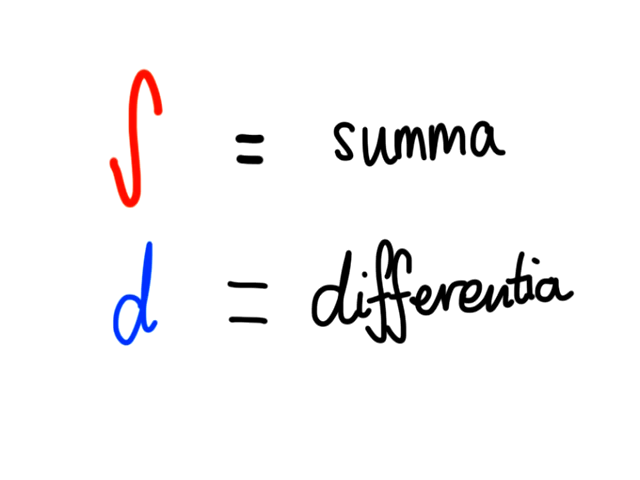 ∫ = summa
d = differentia